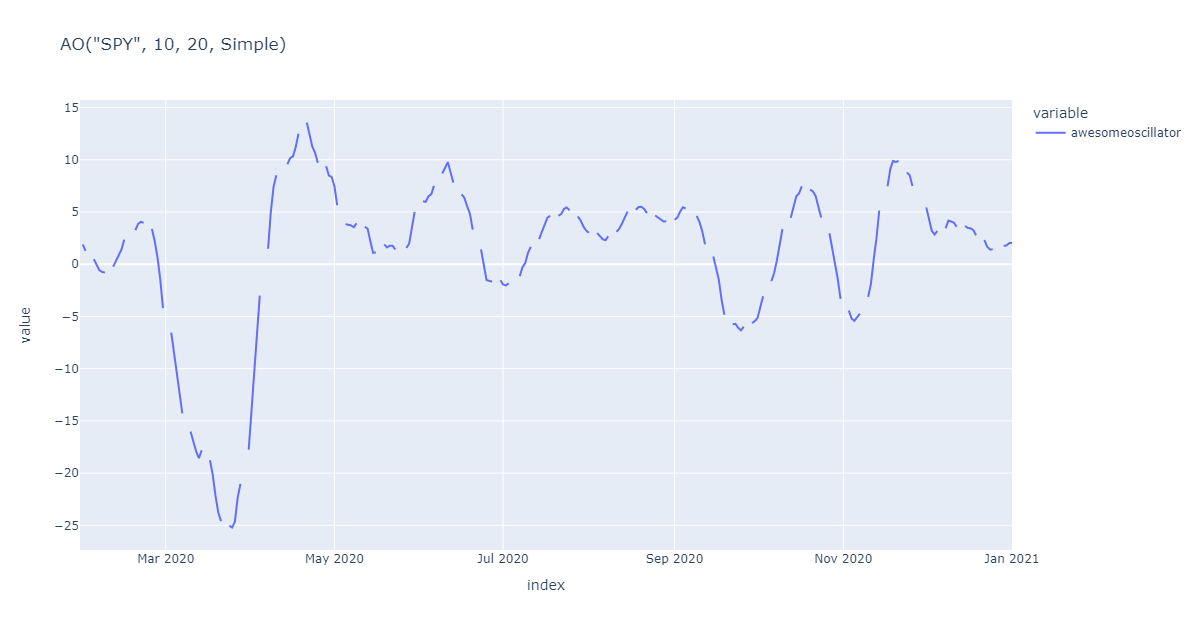 AO("SPY", 10, 20, Simple)
variable
awesomeoscillator
15
10
5
0
−5
−10
−15
−20
−25
value
Mar 2020
May 2020
Jul 2020
Sep 2020
Nov 2020
Jan 2021
index